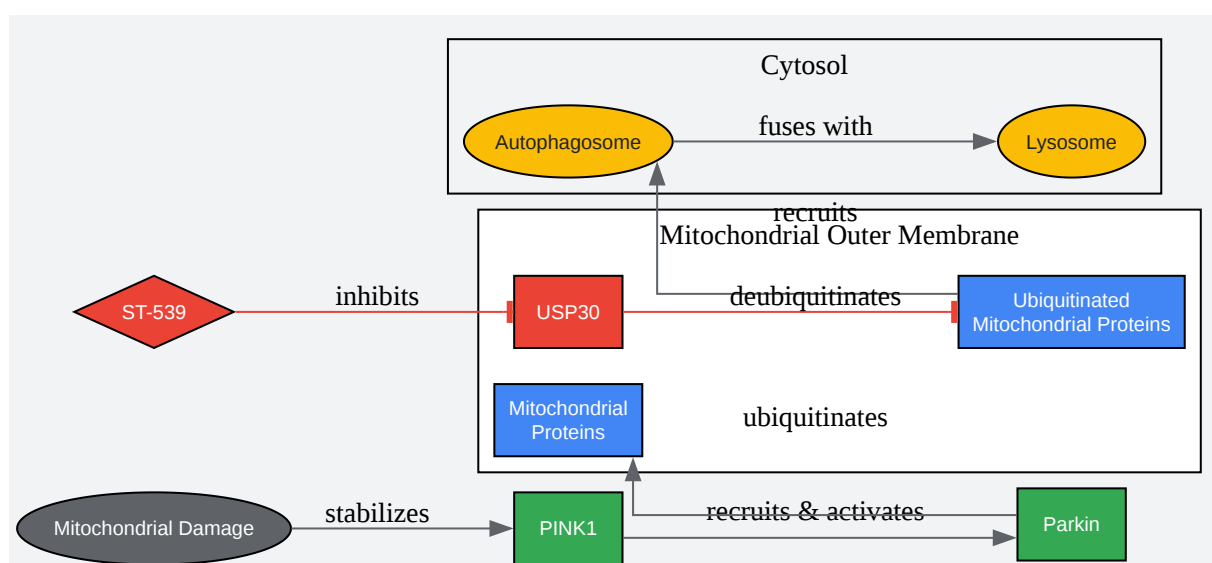 Cytosol
Autophagosome
fuses with
Lysosome
recruits
Mitochondrial Outer Membrane
ST-539
inhibits
USP30
deubiquitinates
Ubiquitinated
Mitochondrial Proteins
Mitochondrial
Proteins
ubiquitinates
Mitochondrial Damage
stabilizes
PINK1
recruits & activates
Parkin